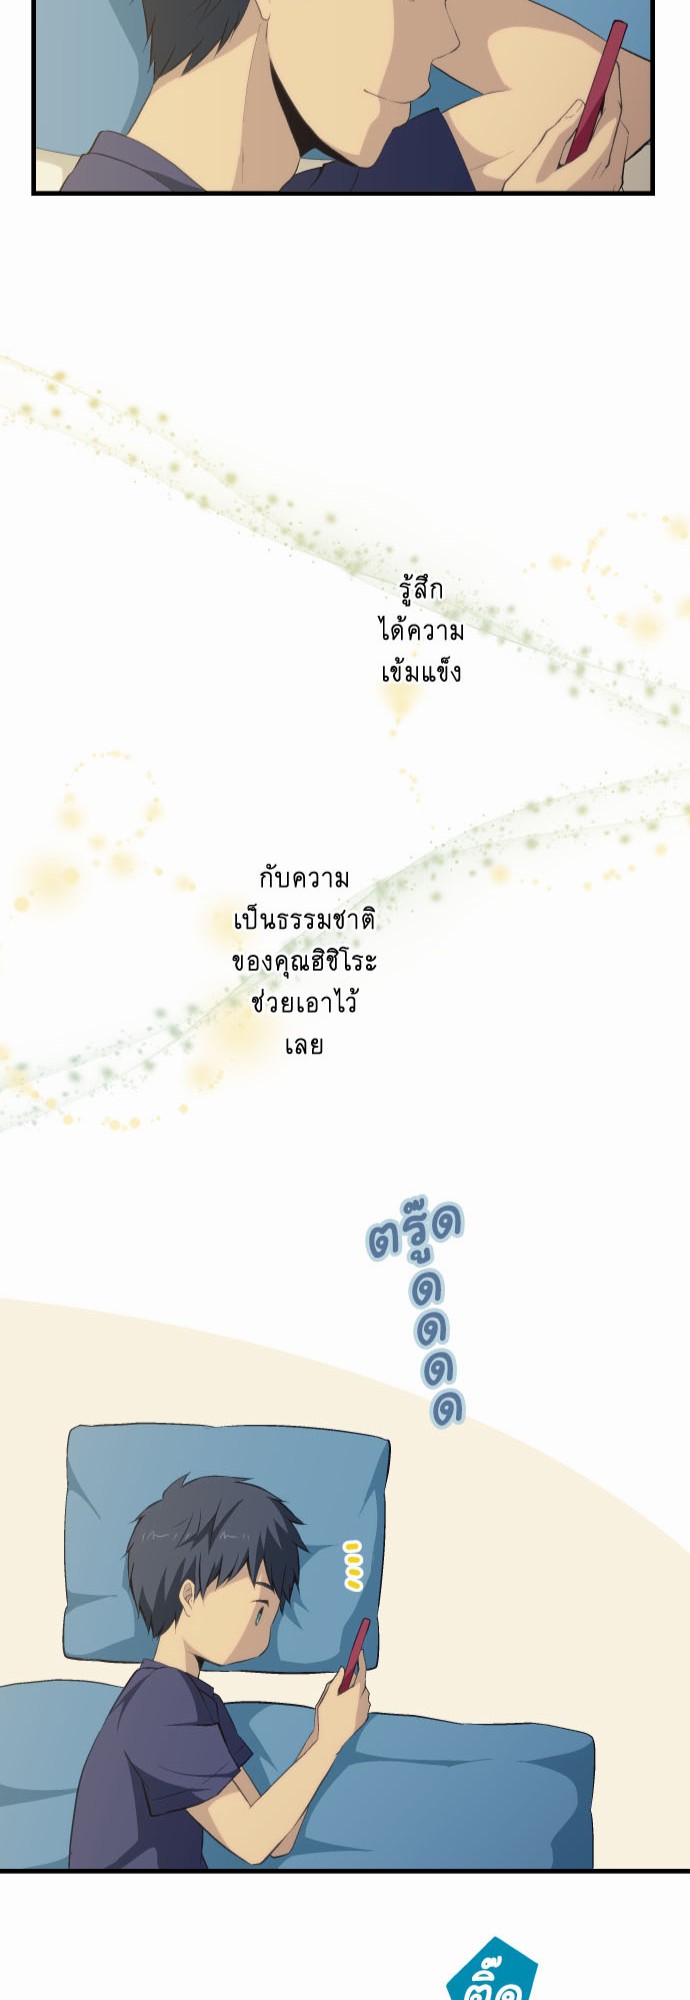 รู้สึก
ได้ความ
เข้มแข็ง
กับความ
เป็นธรรมชาติ
ของคุณฮิชิโระ
ช่วยเอาไว้
เลย
ตรู๊ด
ด
ด
ด
ด
ติ๊ด